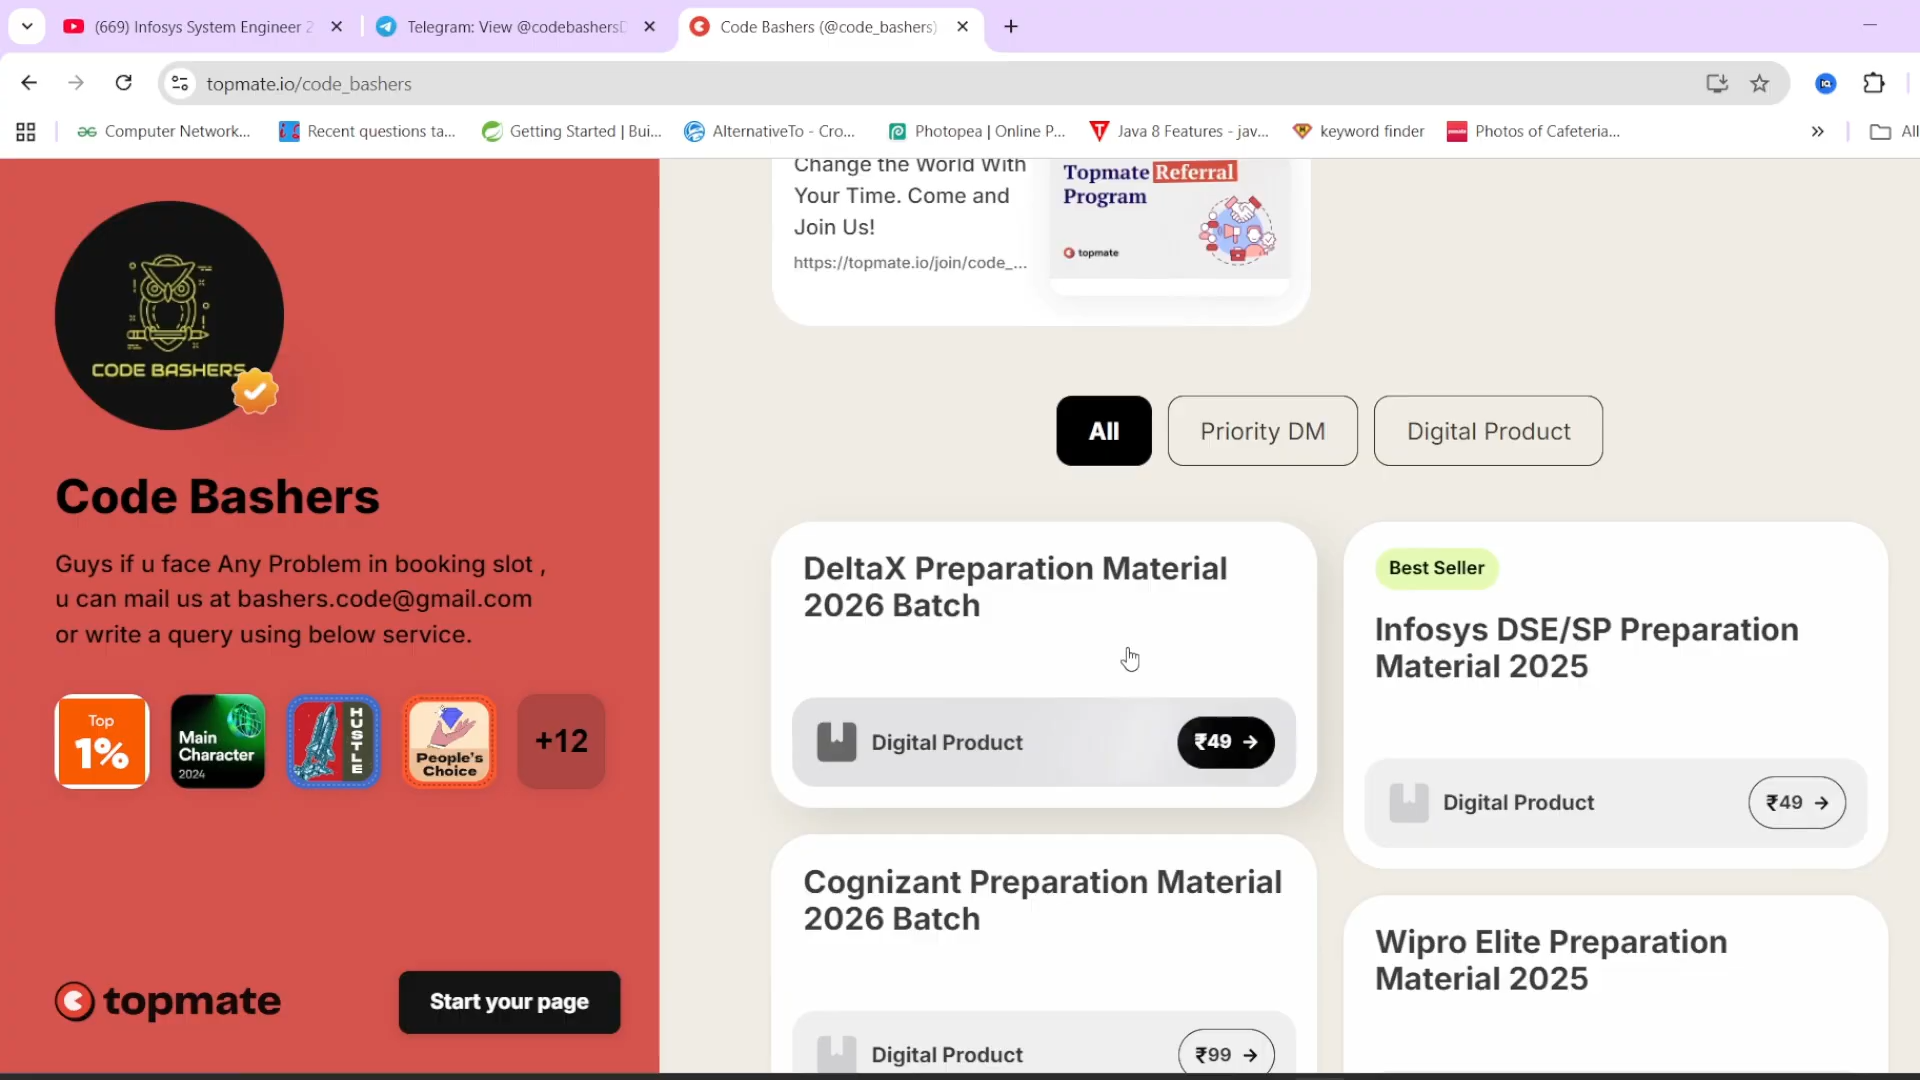 (669) Infosys System Engineer 2
Telegram: View @codebashersD
Code Bashers (@code_bashers)
topmate.io/code_bashers
Computer Network...
Recent questions ta...
Getting Started | Bui...
AlternativeTo - Cro...
Photopea | Online P...
Java 8 Features - jav...
keyword finder
Photos of Cafeteria...
All
CODE BASHERS
Code Bashers
Guys if u face Any Problem in booking slot ,
u can mail us at bashers.code@gmail.com
or write a query using below service.
Top
1%
Main
Character
2024
HUSTLE
People's
Choice
+12
topmate
Start your page
Change the World With
Your Time. Come and
Join Us!
https://topmate.io/join/code_...
Topmate Referral
Program
topmate
All
Priority DM
Digital Product
DeltaX Preparation Material
2026 Batch
Digital Product
₹49 →
Best Seller
Infosys DSE/SP Preparation
Material 2025
Digital Product
₹49 →
Cognizant Preparation Material
2026 Batch
Digital Product
₹99 →
Wipro Elite Preparation
Material 2025